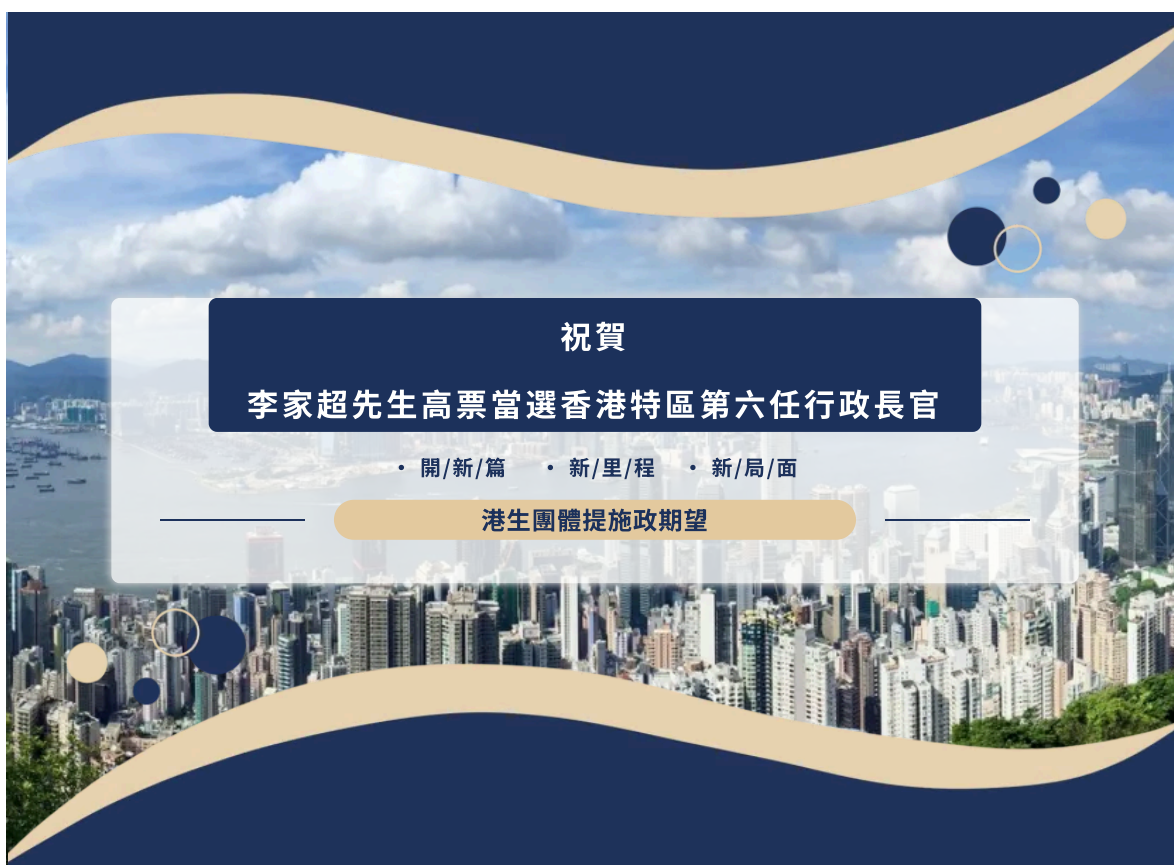 祝賀
李家超先生高票當選香港特區第六任行政長官
• 開/新/篇 • 新/里/程 • 新/局/面
港生團體提施政期望